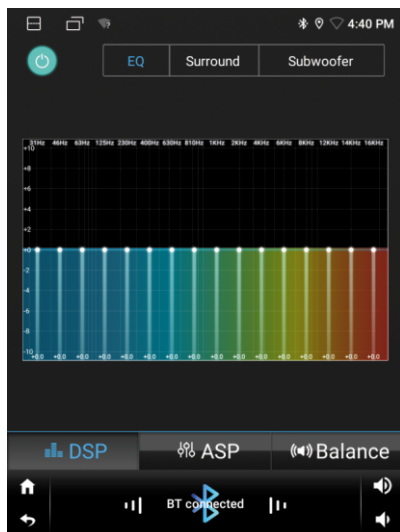 4:40 PM
EQ
Surround
Subwoofer
31Hz 46Hz 63Hz 125Hz 230Hz 400Hz 630Hz 810Hz 1KHz 2KHz 4KHz 6KHz 8KHz 12KHz 14KHz 16KHz
+10
+8
+6
+4
+2
+0
-2
-4
-6
-8
-10
+0.0 +0.0 +0.0 +0.0 +0.0 +0.0 +0.0 +0.0 +0.0 +0.0 +0.0 +0.0 +0.0 +0.0 +0.0 +0.0
DSP
ASP
Balance
BT connected